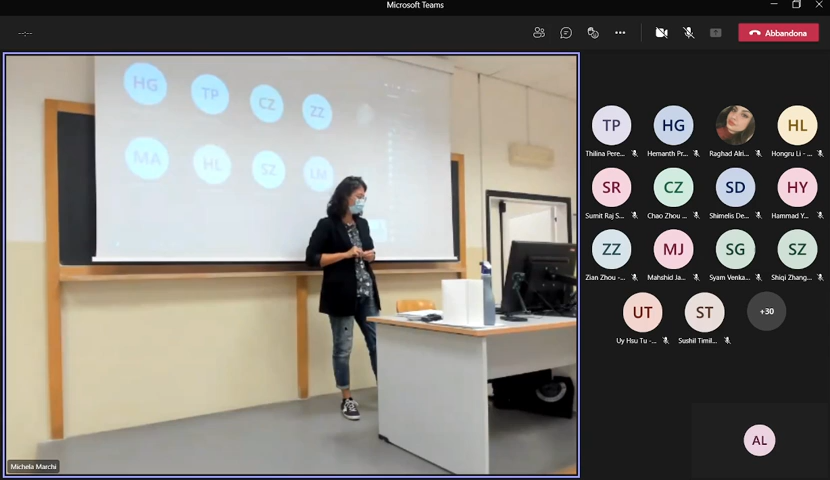 Microsoft Teams
--:--
Abbandona
HG TP CZ ZZ
MA HL SZ LM
TP HG HL
Thilina Pere... Hemanth Pr... Raghad Alri... Hongru Li - ...
SR CZ SD HY
Sumit Raj S... Chao Zhou ... Shimelis De... Hammad Y...
ZZ MJ SG SZ
Zian Zhou -... Mahshid Ja... Syam Venka... Shiqi Zhang...
UT ST +30
Uy Hsu Tu -... Sushil Timil...
AL
Michela Marchi